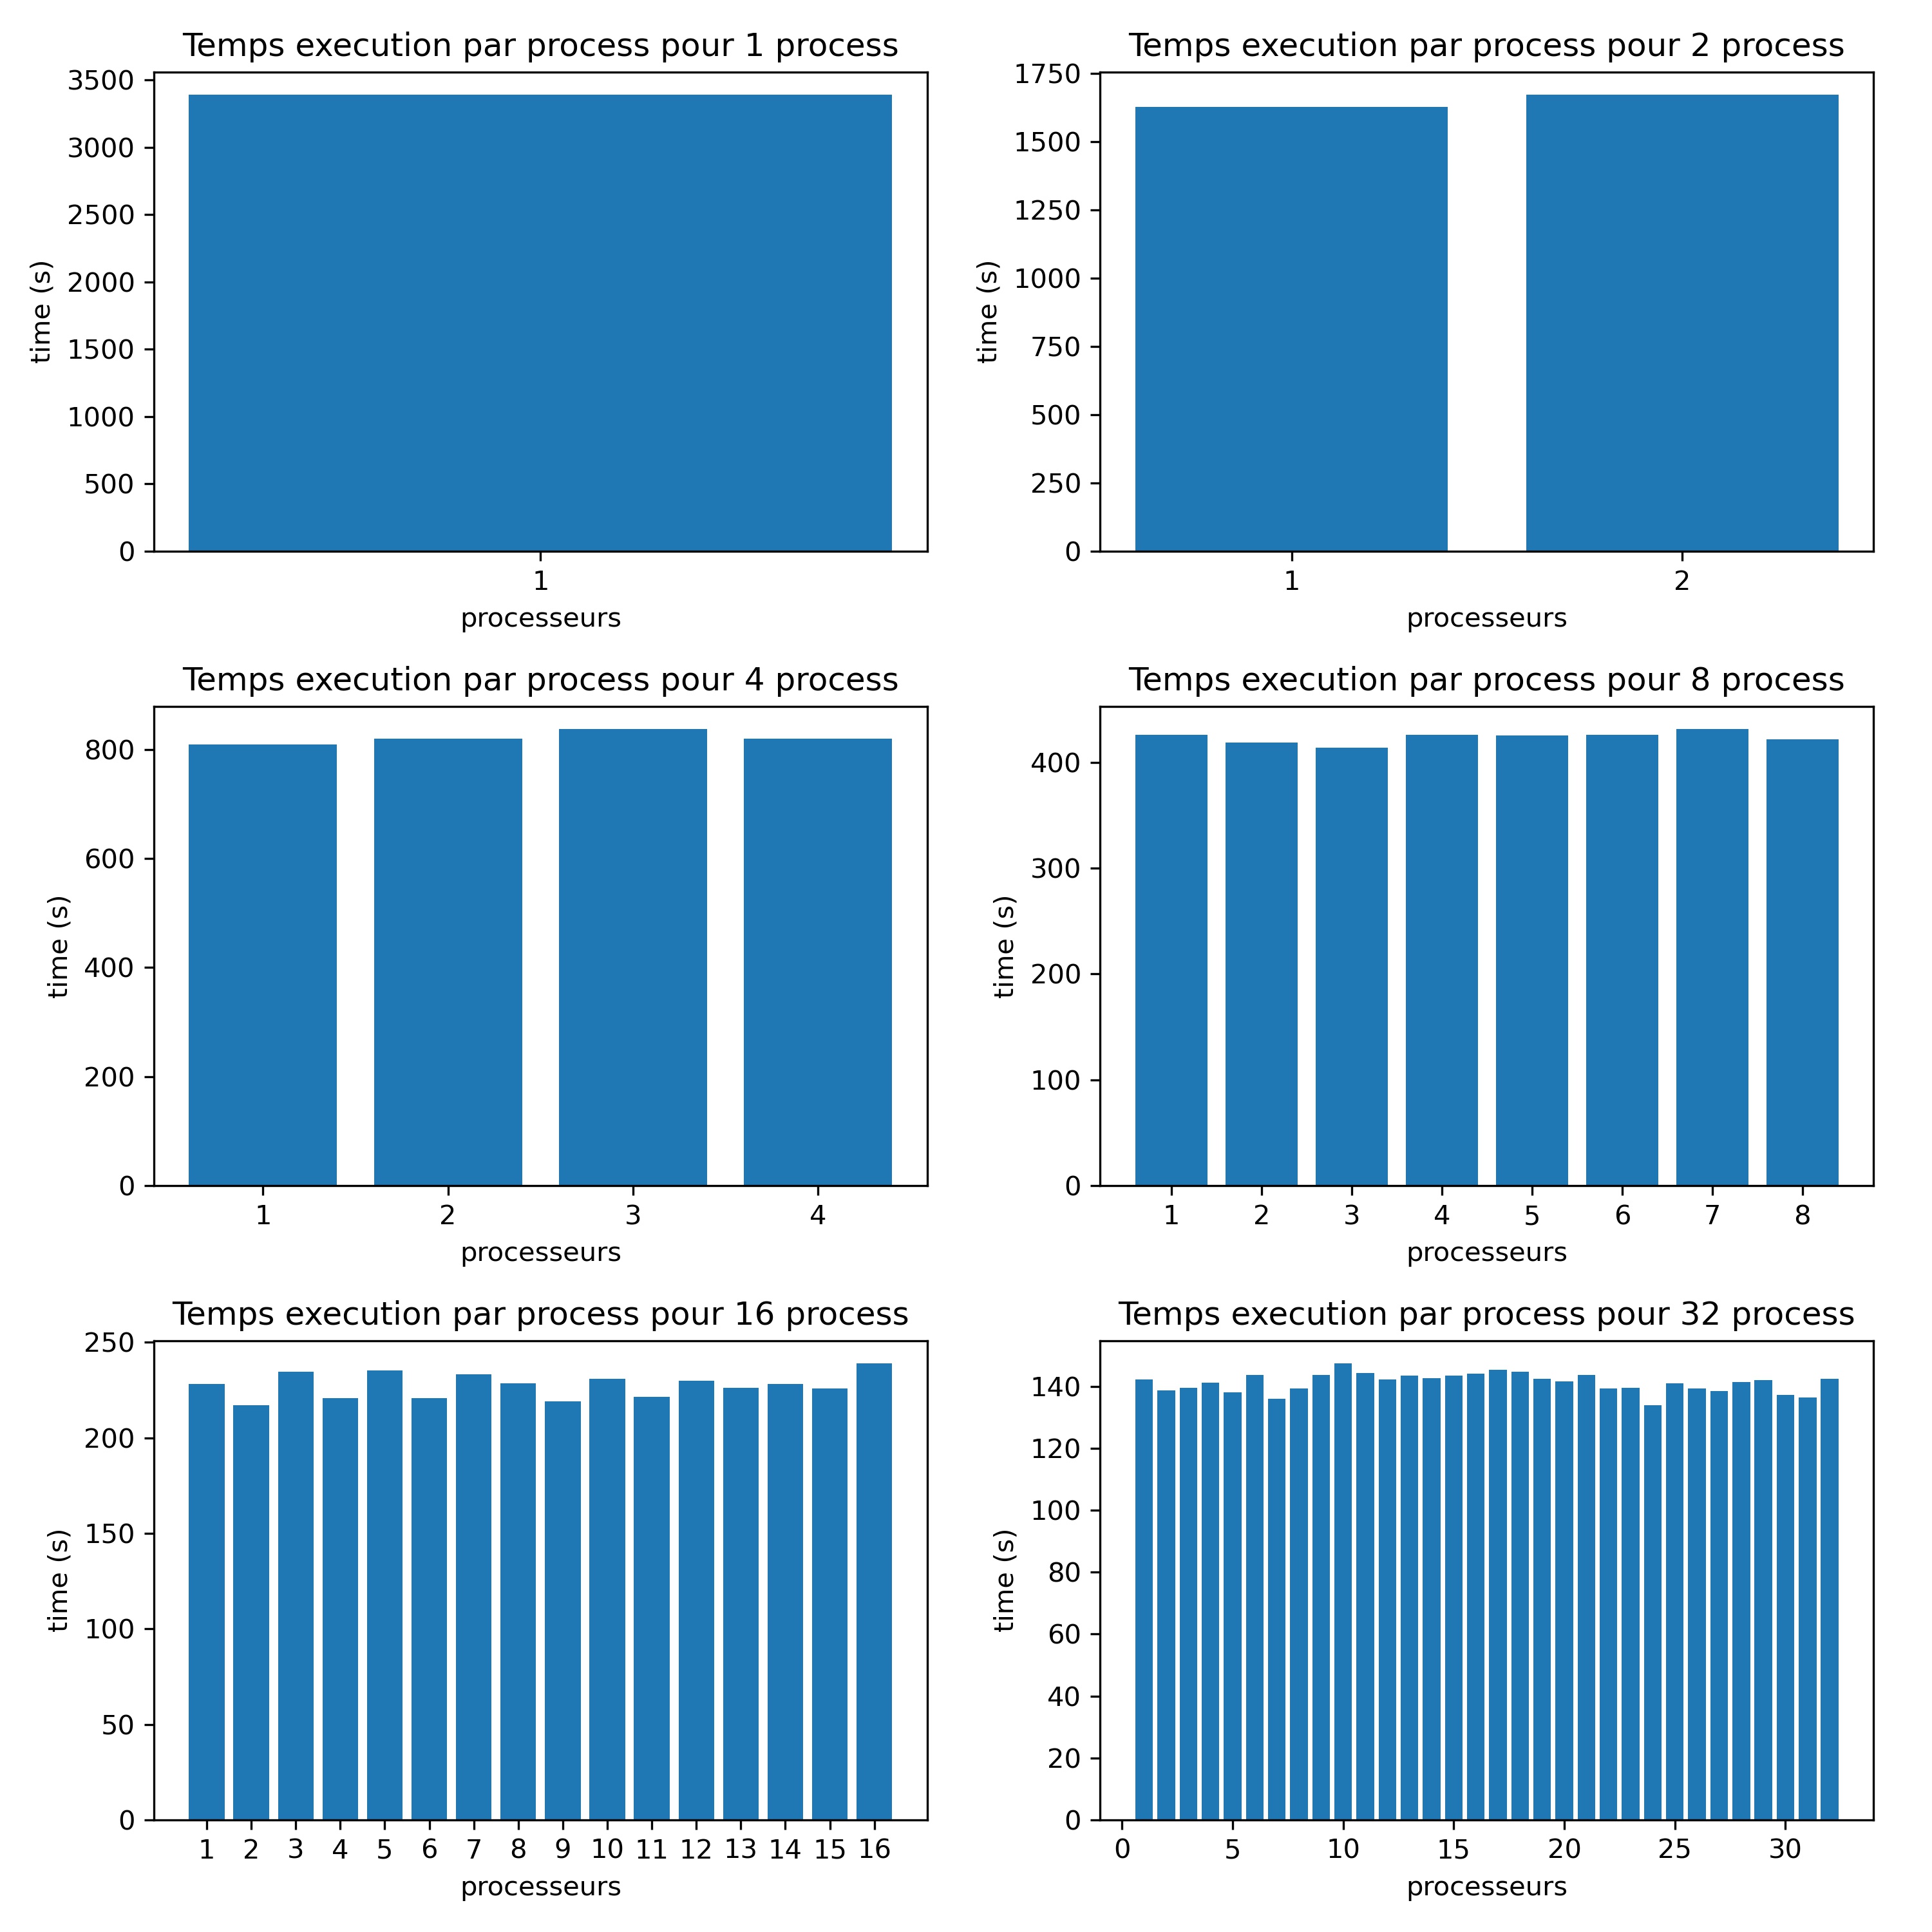 Temps execution par process pour 1 process
3500
3000
2500
2000
1500
1000
500
0
time (s)
1
processeurs
Temps execution par process pour 2 process
1750
1500
1250
1000
750
500
250
0
time (s)
1 2
processeurs
Temps execution par process pour 4 process
800
600
400
200
0
time (s)
1 2 3 4
processeurs
Temps execution par process pour 8 process
400
300
200
100
0
time (s)
1 2 3 4 5 6 7 8
processeurs
Temps execution par process pour 16 process
250
200
150
100
50
0
time (s)
1 2 3 4 5 6 7 8 9 10 11 12 13 14 15 16
processeurs
Temps execution par process pour 32 process
140
120
100
80
60
40
20
0
time (s)
0 5 10 15 20 25 30
processeurs